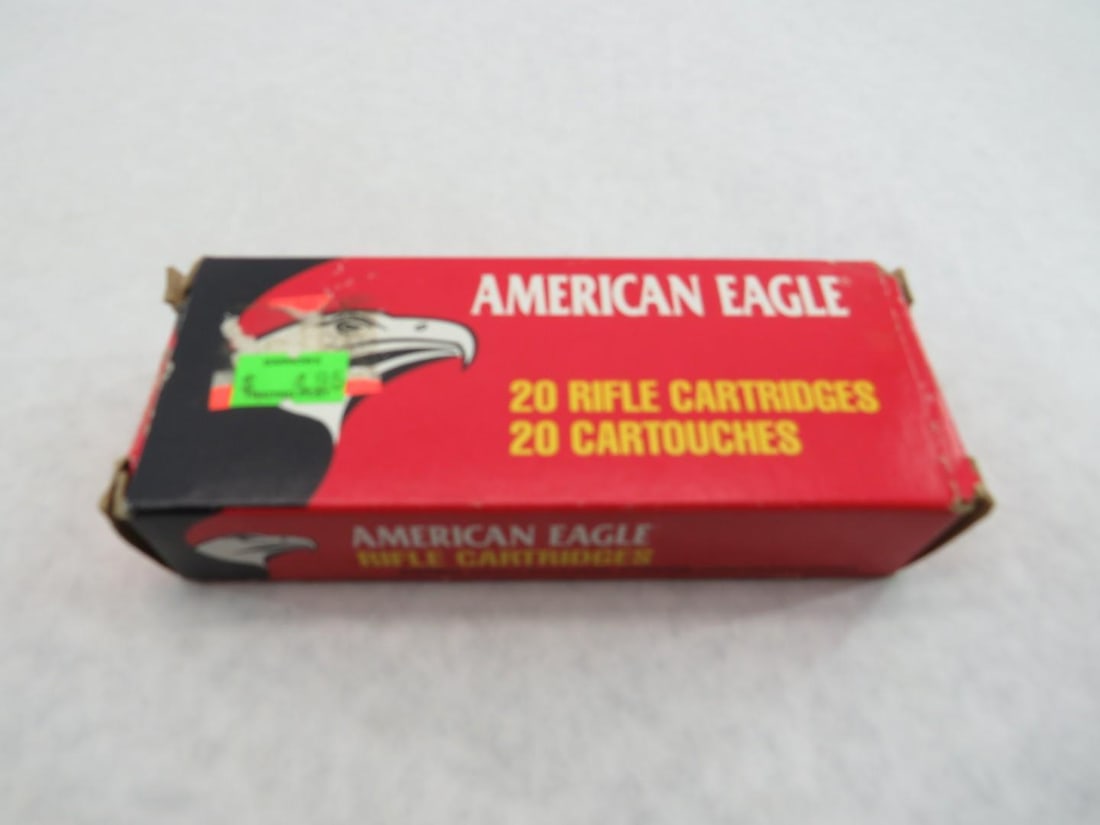 AMERICAN EAGLE
20 RIFLE CARTRIDGES
20 CARTOUCHES
AMERICAN EAGLE
RIFLE CARTRIDGES